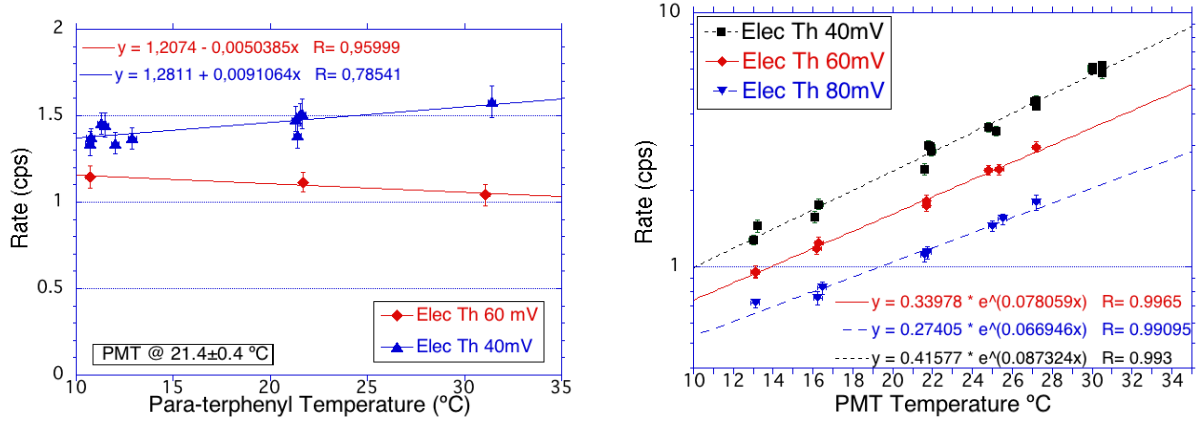 y = 1,2074 - 0,0050385x R= 0,95999
y = 1,2811 + 0,0091064x R= 0,78541
Rate (cps)
2
1.5
1
0.5
0
Elec Th 60 mV
Elec Th 40mV
PMT @ 21.4±0.4 ºC
10 15 20 25 30 35
Para-terphenyl Temperature (ºC)
Elec Th 40mV
Elec Th 60mV
Elec Th 80mV
Rate (cps)
10
1
y = 0.33978 * e^(0.078059x) R= 0.9965
y = 0.27405 * e^(0.066946x) R= 0.99095
y = 0.41577 * e^(0.087324x) R= 0.993
10 12 14 16 18 20 22 24 26 28 30 32 34
PMT Temperature ºC